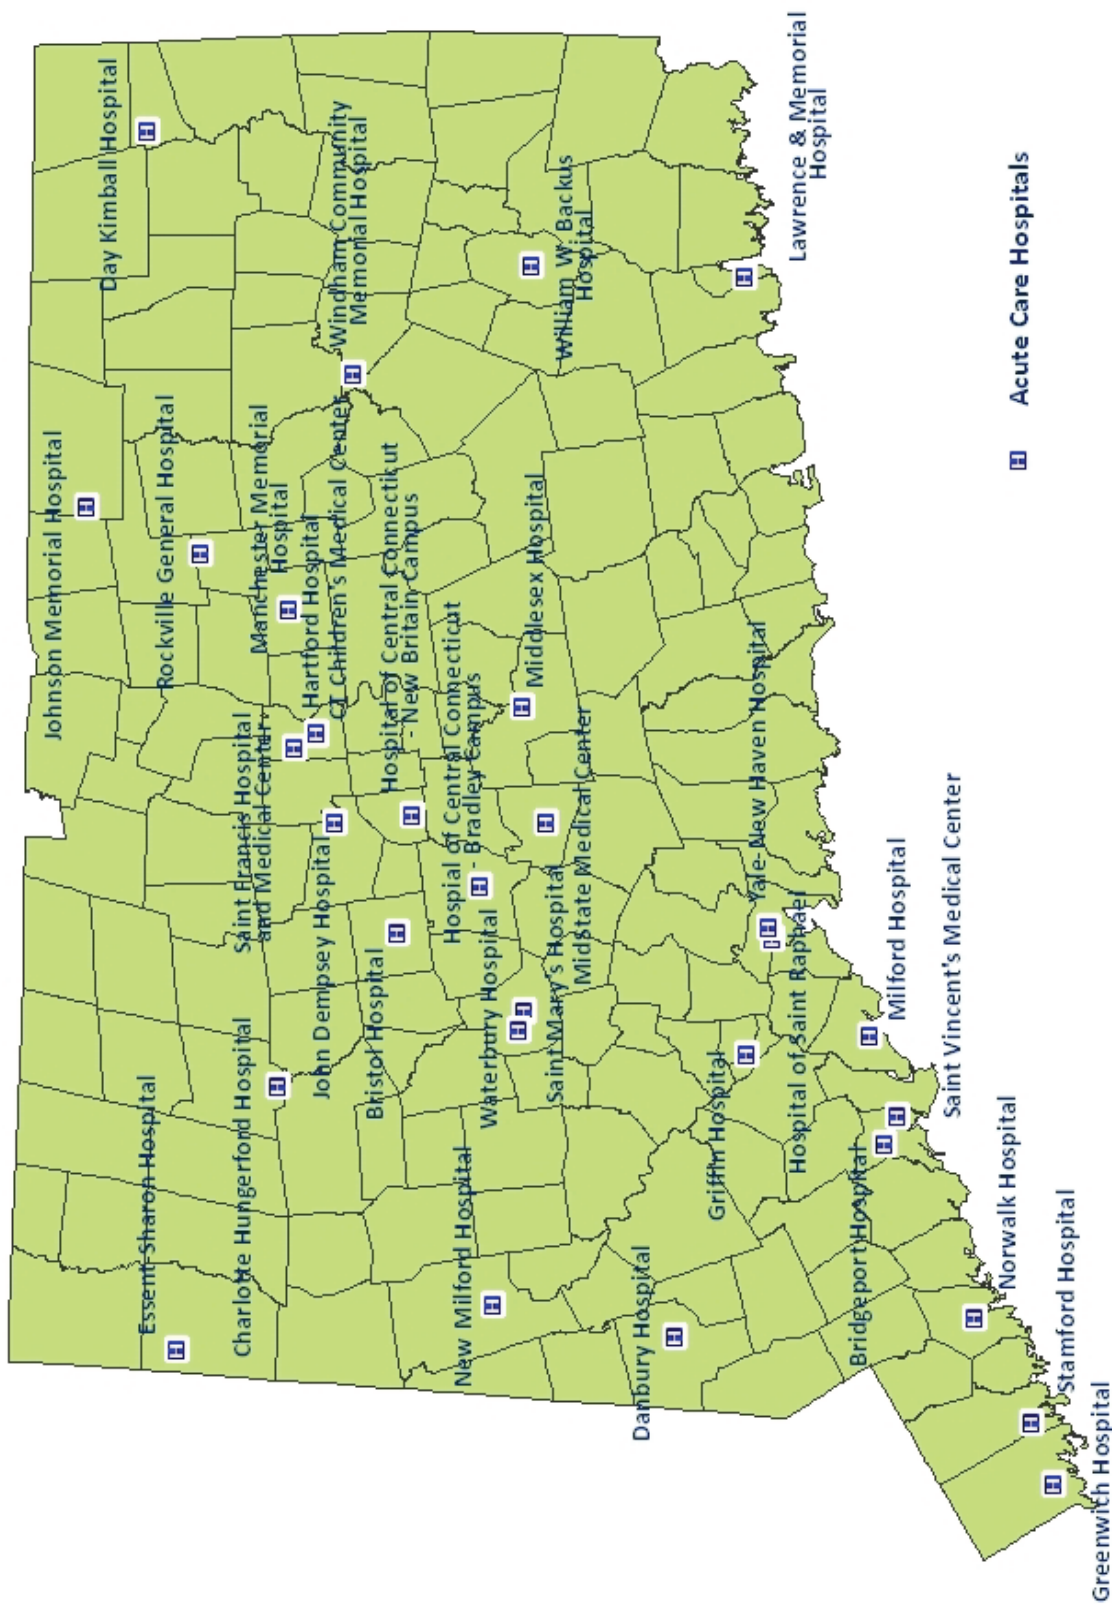 Essent-Sharon Hospital
Charlotte Hungerford Hospital
Johnson Memorial Hospital
Day Kimball Hospital
Rockville General Hospital
Saint Francis Hospital
and Medical Center
Manchester Memorial
Hospital
Hartford Hospital
CT Children's Medical Center
Windham Community
Memorial Hospital
John Dempsey Hospital
Bristol Hospital
Hospital of Central Connecticut
- New Britain Campus
Hospial of Central Connecticut
- Bradley Campus
New Milford Hospital
Waterbury Hospital
Saint Mary's Hospital
MidState Medical Center
Middlesex Hospital
William W. Backus
Hospital
Danbury Hospital
Griffin Hospital
Yale-New Haven Hospital
Hospital of Saint Raphael
Lawrence & Memorial
Hospital
Bridgeport Hospital
Milford Hospital
Saint Vincent's Medical Center
Norwalk Hospital
Stamford Hospital
Greenwich Hospital
H Acute Care Hospitals